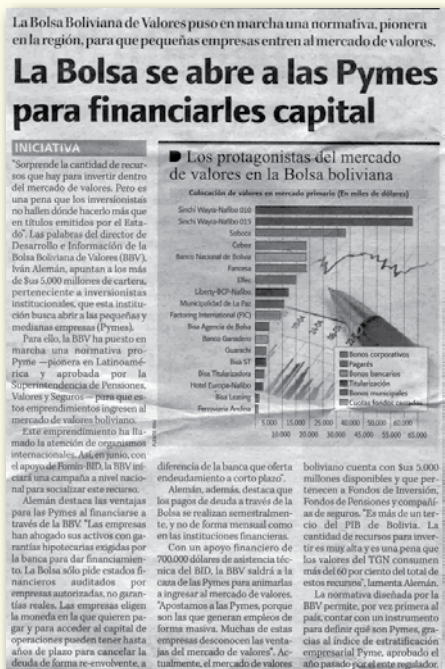 La Bolsa Boliviana de Valores puso en marcha una normativa, pionera
en la región, para que pequeñas empresas entren al mercado de valores.
La Bolsa se abre a las Pymes
para financiarles capital
INICIATIVA
"Sorprende la cantidad de recur-
sos que hay para invertir dentro
del mercado de valores. Pero es
una pena que los inversionistas
no hallen dónde hacerlo más que
en títulos emitidos por el Esta-
do". Las palabras del director de
Desarrollo e Información de la
Bolsa Boliviana de Valores (BBV),
Iván Alemán, apuntan a los más
de $us 5.000 millones de cartera,
perteneciente a inversionistas
institucionales, que esta institu-
ción busca abrir a las pequeñas y
medianas empresas (Pymes).
Para ello, la BBV ha puesto en
marcha una normativa pro-
Pyme —pionera en Latinoamé-
rica y aprobada por la
Superintendencia de Pensiones,
Valores y Seguros— para que es-
tos emprendimientos ingresen al
mercado de valores boliviano.
Este emprendimiento ha lla-
mado la atención de organismos
internacionales. Así, en junio, con
el apoyo de Fomin-BID, la BBV ini-
ciará una campaña a nivel nacio-
nal para socializar este recurso.
Alemán destaca las ventajas
para las Pymes al financiarse a
través de la BBV. "Las empresas
han ahogado sus activos con ga-
rantías hipotecarias exigidas por
la banca para dar financiamien-
to. La Bolsa sólo pide estados fi-
nancieros auditados por
empresas autorizadas, no garan-
tías reales. Las empresas eligen
la moneda en la que quieren pa-
gar y para acceder al capital de
operaciones pueden tener hasta
años de plazo para cancelar la
deuda de forma re-envolvente, a
Los protagonistas del mercado
de valores en la Bolsa boliviana
Colocación de valores en mercado primario (En miles de dólares)
Sinchi Wayra-Nafibo 010
Sinchi Wayra-Nafibo 015
Soboce
Cobee
Banco Nacional de Bolivia
Fancesa
Elfec
Liberty-BCP-Nafibo
Municipalidad de La Paz
Factoring International (FIC)
Bisa Agencia de Bolsa
Banco Ganadero
Guarachi
Bisa ST
Bisa Titularizadora
Hotel Europa-Nafibo
Bisa Leasing
Ferroviaria Andina
Bonos corporativos
Pagarés
Bonos bancarios
Titularización
Bonos municipales
Cuotas fondos cerrados
5.000 15.000 20.000 40.000 50.000 60.000
10.000 20.000 35.000 45.000 55.000 65.000
diferencia de la banca que oferta
endeudamiento a corto plazo".
Alemán, además, destaca que
los pagos de deuda a través de la
Bolsa se realizan semestralmen-
te, y no de forma mensual como
en las instituciones financieras.
Con un apoyo financiero de
700.000 dólares de asistencia téc-
nica del BID, la BBV saldrá a la
caza de las Pymes para animarlas
a ingresar al mercado de valores.
"Apostamos a las Pymes, porque
son las que generan empleos de
forma masiva. Muchas de estas
empresas desconocen las venta-
jas del mercado de valores". Ac-
tualmente, el mercado de valores
boliviano cuenta con $us 5.000
millones disponibles y que per-
tenecen a Fondos de Inversión,
Fondos de Pensiones y compañí-
as de seguros. "Es más de un ter-
cio del PIB de Bolivia. La
cantidad de recursos para inver-
tir es muy alta y es una pena que
los valores del TGN consumen
más del 60 por ciento del total de
estos recursos", lamenta Alemán.
La normativa diseñada por la
BBV permite, por vez primera al
país, contar con un instrumento
para definir qué son Pymes, gra-
cias al índice de estratificación
empresarial Pyme, aprobado el
año pasado por el ente regulador.